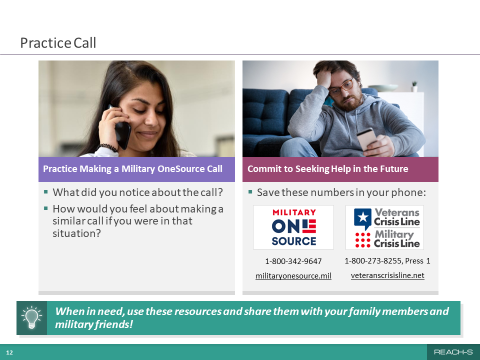 Practice Call
Practice Making a Military OneSource Call
What did you notice about the call?
How would you feel about making a
similar call if you were in that
situation?
Commit to Seeking Help in the Future
Save these numbers in your phone:
MILITARY
ONE
SOURCE
1-800-342-9647
militaryonesource.mil
Veterans
Crisis Line
Military
Crisis Line
1-800-273-8255, Press 1
veteranscrisisline.net
When in need, use these resources and share them with your family members and
military friends!
12
REACH-S